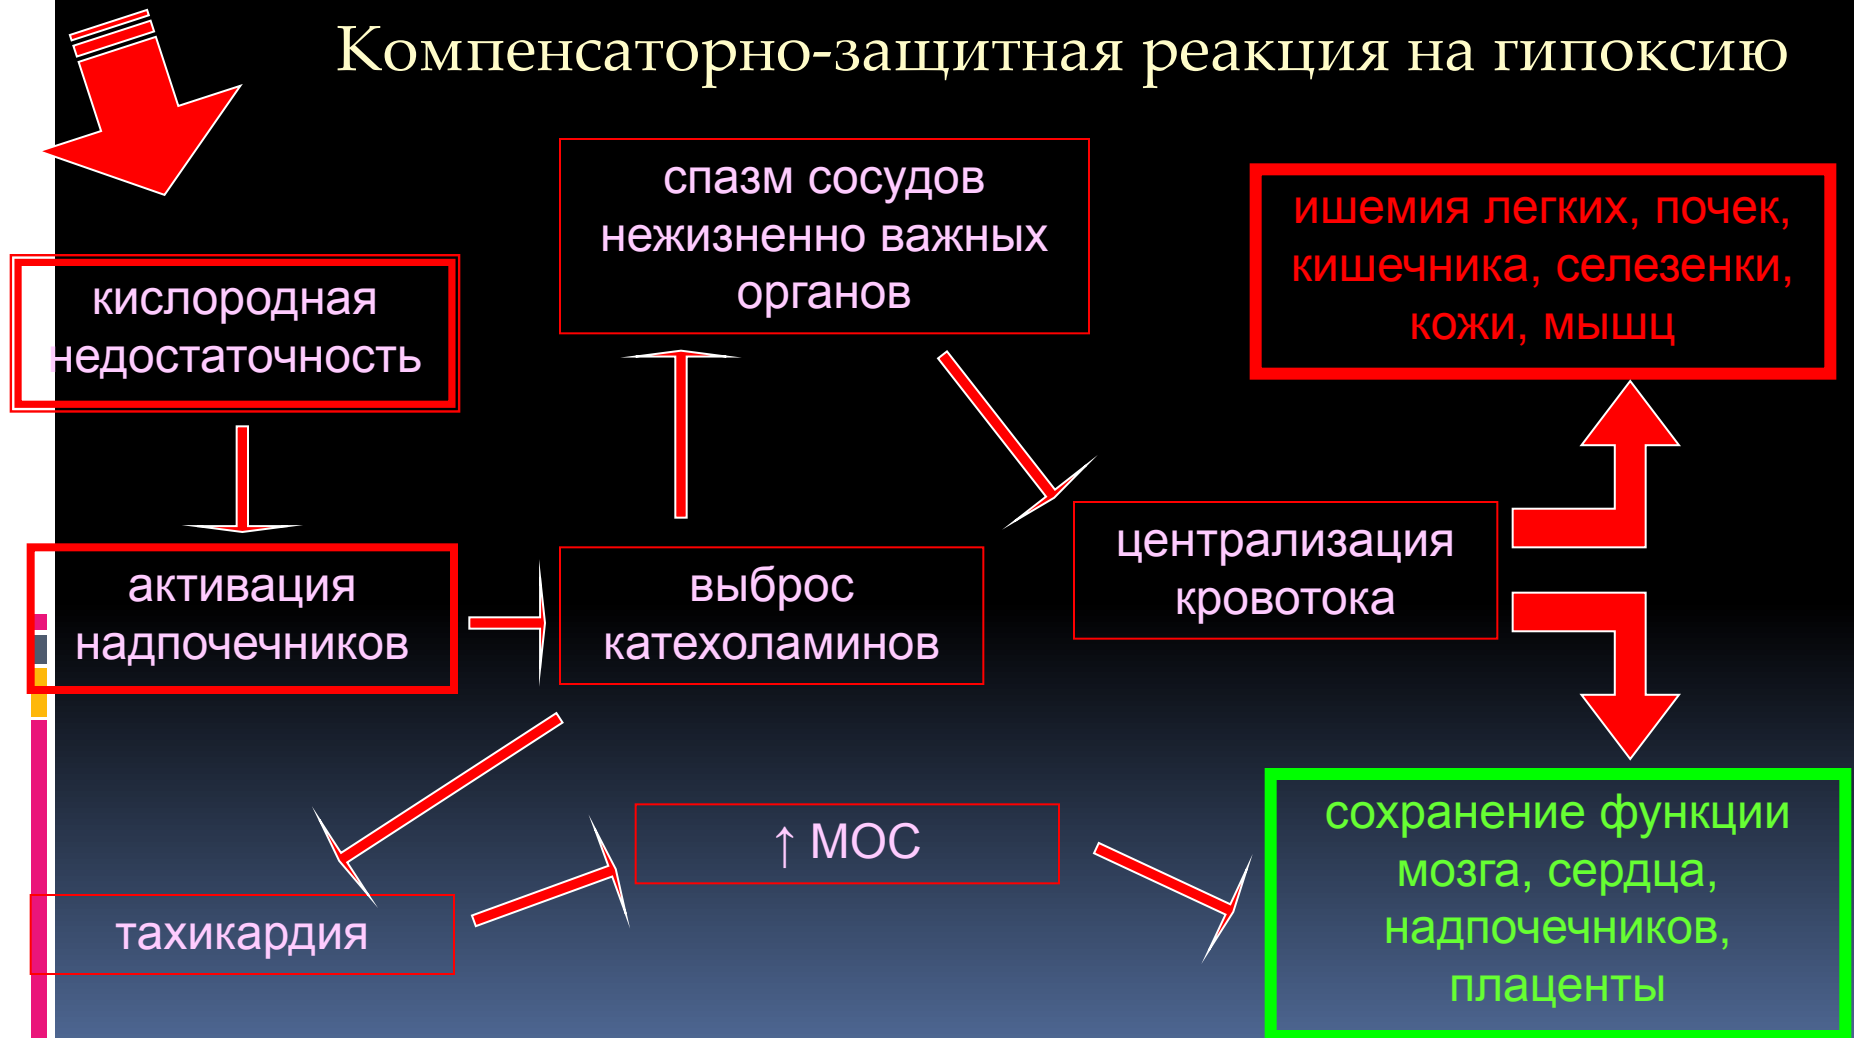 Компенсаторно-защитная реакция на гипоксию
кислородная
недостаточность
активация
надпочечников
выброс
катехоламинов
спазм сосудов
нежизненно важных
органов
централизация
кровотока
ишемия легких, почек,
кишечника, селезенки,
кожи, мышц
тахикардия
↑ МОС
сохранение функции
мозга, сердца,
надпочечников,
плаценты